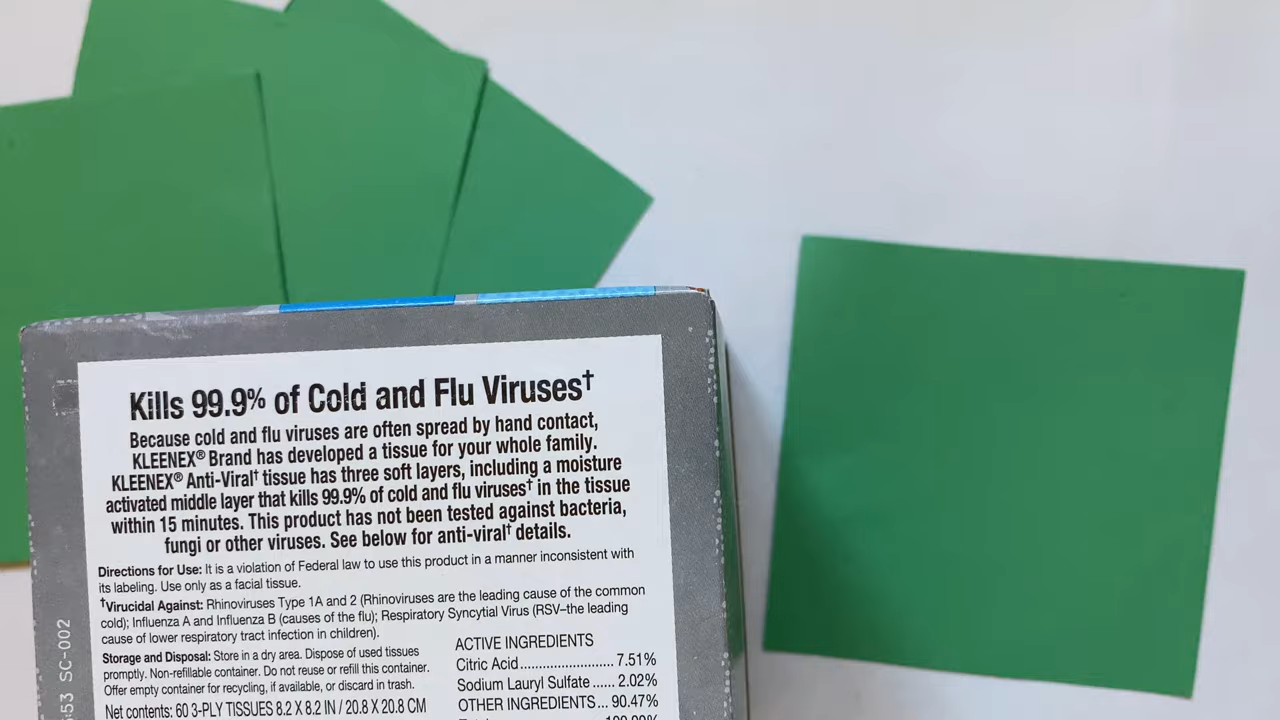 Kills 99.9% of Cold and Flu Viruses†
Because cold and flu viruses are often spread by hand contact,
KLEENEX® Brand has developed a tissue for your whole family.
KLEENEX® Anti-Viral† tissue has three soft layers, including a moisture
activated middle layer that kills 99.9% of cold and flu viruses† in the tissue
within 15 minutes. This product has not been tested against bacteria,
fungi or other viruses. See below for anti-viral† details.
Directions for Use: It is a violation of Federal law to use this product in a manner inconsistent with
its labeling. Use only as a facial tissue.
†Virucidal Against: Rhinoviruses Type 1A and 2 (Rhinoviruses are the leading cause of the common
cold); Influenza A and Influenza B (causes of the flu); Respiratory Syncytial Virus (RSV–the leading
cause of lower respiratory tract infection in children).
Storage and Disposal: Store in a dry area. Dispose of used tissues
promptly. Non-refillable container. Do not reuse or refill this container.
Offer empty container for recycling, if available, or discard in trash.
Net contents: 60 3-PLY TISSUES 8.2 X 8.2 IN / 20.8 X 20.8 CM
ACTIVE INGREDIENTS
Citric Acid........................ 7.51%
Sodium Lauryl Sulfate ...... 2.02%
OTHER INGREDIENTS... 90.47%
SC-002